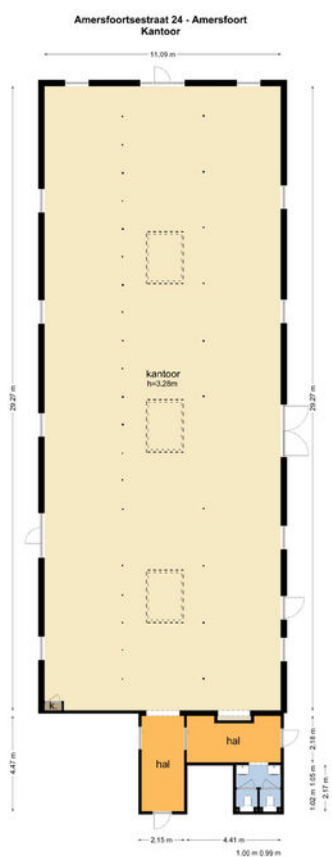 Amersfoortsestraat 24 - Amersfoort
Kantoor
11.09 m
29.27 m
29.27 m
kantoor
h=3.28m
k.
hal
hal
4.47 m
2.18 m
1.05 m
1.02 m
2.17 m
2.15 m
4.41 m
1.00 m 0.99 m